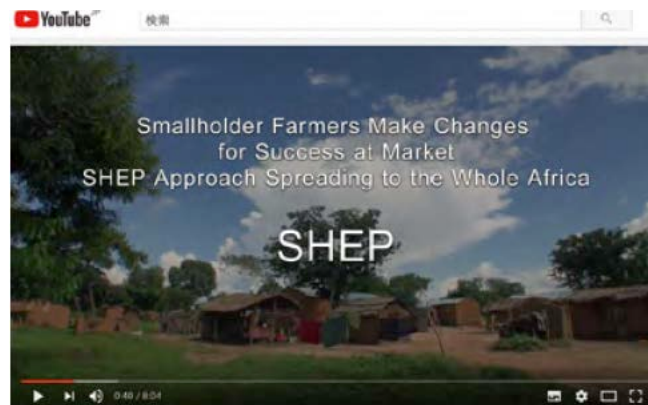 YouTube JP
検索
Smallholder Farmers Make Changes
for Success at Market
SHEP Approach Spreading to the Whole Africa
SHEP
0:40 / 8:04